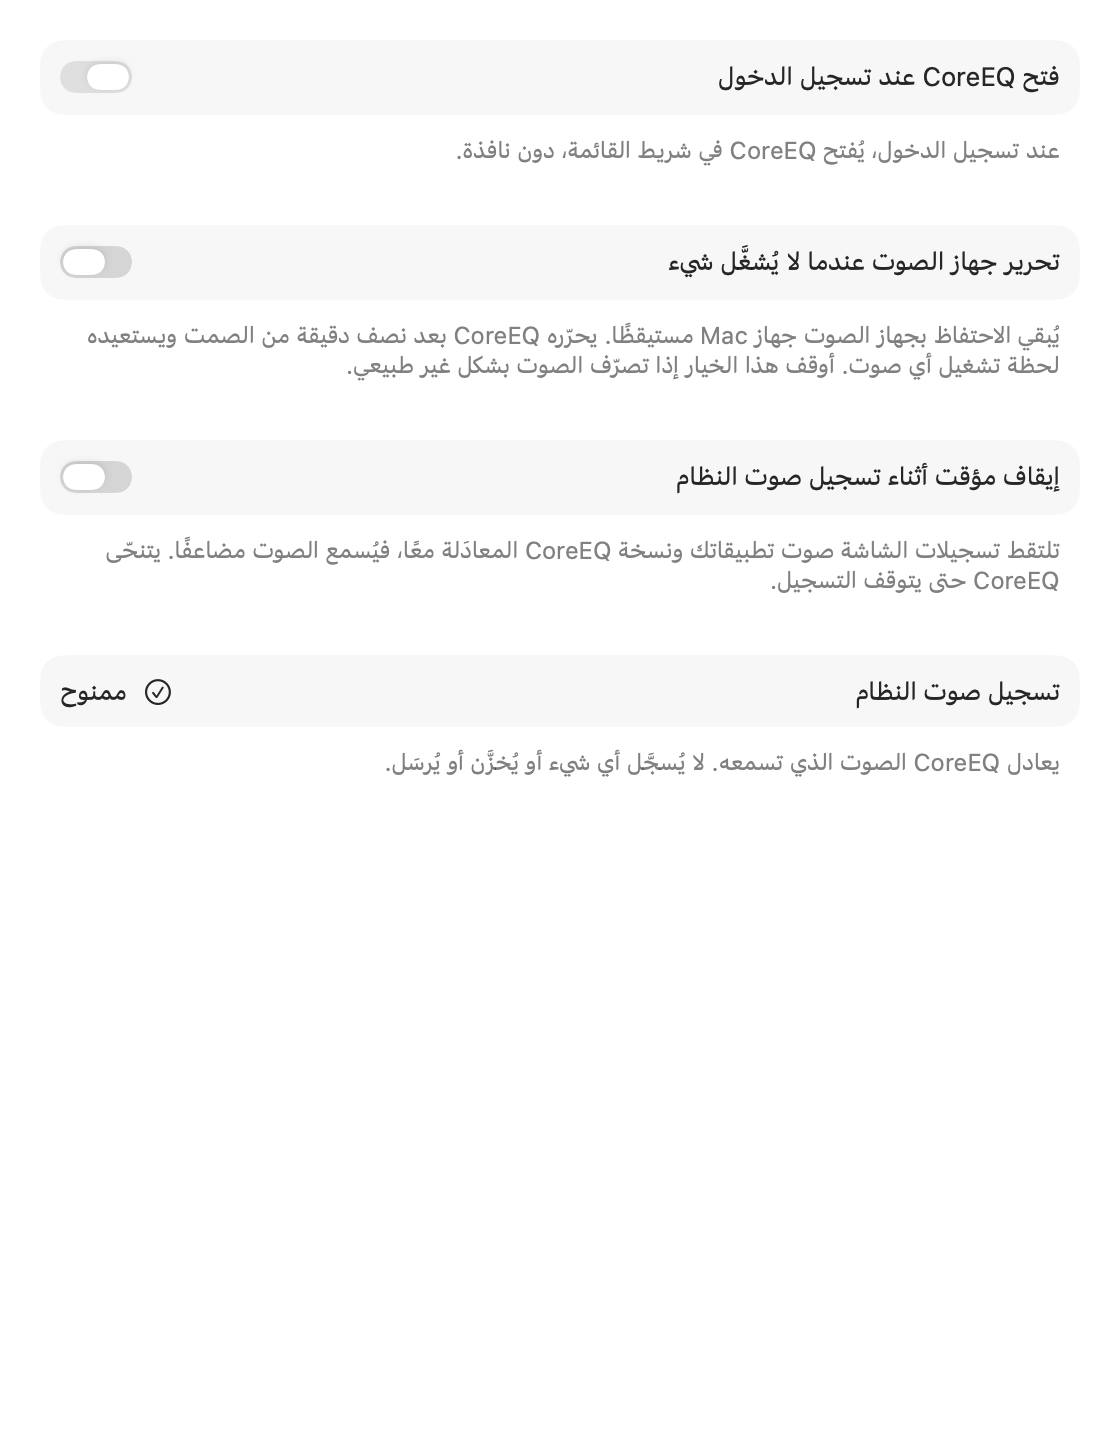 فتح CoreEQ عند تسجيل الدخول
عند تسجيل الدخول، يُفتح CoreEQ في شريط القائمة، دون نافذة.
تحرير جهاز الصوت عندما لا يُشغَّل شيء
يُبقي الاحتفاظ بجهاز الصوت جهاز Mac مستيقظًا. يحرّره CoreEQ بعد نصف دقيقة من الصمت ويستعيده
لحظة تشغيل أي صوت. أوقف هذا الخيار إذا تصرّف الصوت بشكل غير طبيعي.
إيقاف مؤقت أثناء تسجيل صوت النظام
تلتقط تسجيلات الشاشة صوت تطبيقاتك ونسخة CoreEQ المعادَلة معًا، فيُسمع الصوت مضاعفًا. يتنحّى
CoreEQ حتى يتوقف التسجيل.
تسجيل صوت النظام
ممنوح
يعادل CoreEQ الصوت الذي تسمعه. لا يُسجَّل أي شيء أو يُخزَّن أو يُرسَل.